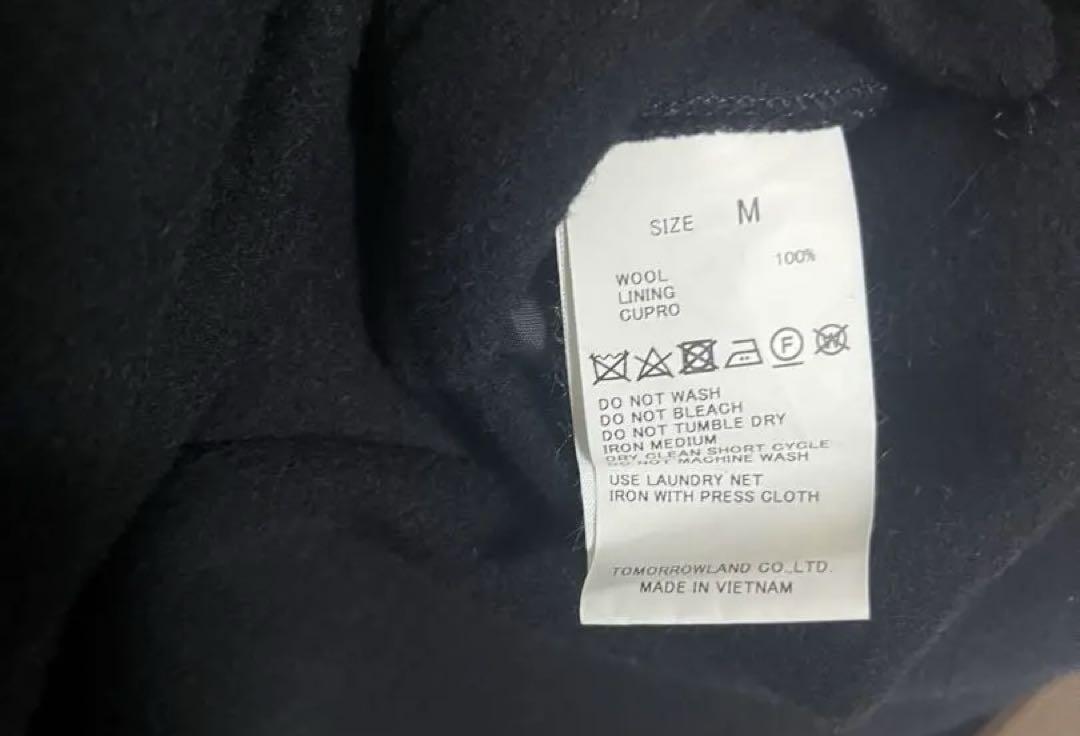 SIZE M
100%
WOOL
LINING
CUPRO
F W
DO NOT WASH
DO NOT BLEACH
DO NOT TUMBLE DRY
IRON MEDIUM
DRY CLEAN SHORT CYCLE
DO NOT MACHINE WASH
USE LAUNDRY NET
IRON WITH PRESS CLOTH
TOMORROWLAND CO.,LTD.
MADE IN VIETNAM